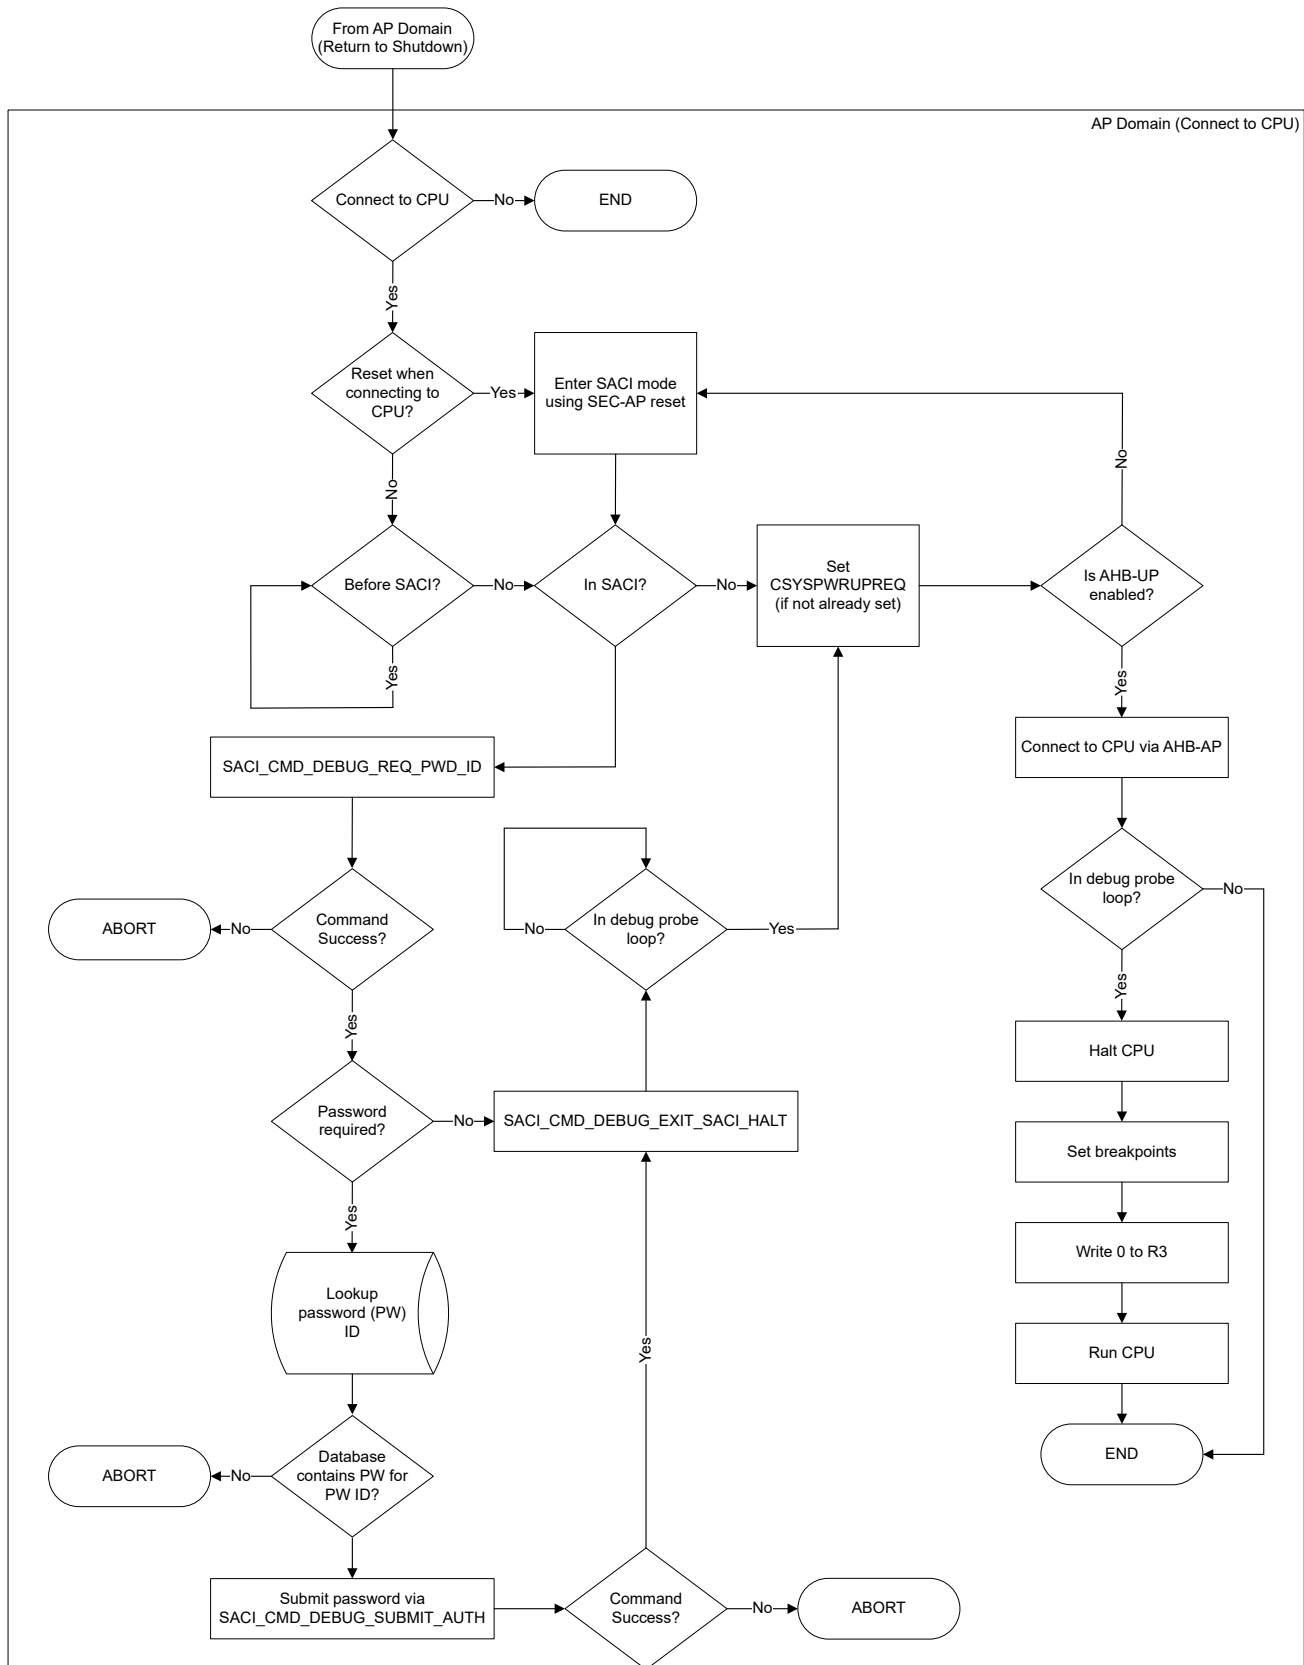 From AP Domain
(Return to Shutdown)
AP Domain (Connect to CPU)
Connect to CPU
No
END
Yes
Reset when
connecting to
CPU?
Yes
Enter SACI mode
using SEC-AP reset
No
No
Before SACI?
No
In SACI?
No
Set
CSYSPWRUPREQ
(if not already set)
Is AHB-UP
enabled?
Yes
Yes
SACI_CMD_DEBUG_REQ_PWD_ID
Connect to CPU via AHB-AP
In debug probe
loop?
No
Command
Success?
No
ABORT
In debug probe
loop?
No
Yes
Yes
Yes
Halt CPU
Password
required?
No
SACI_CMD_DEBUG_EXIT_SACI_HALT
Set breakpoints
Yes
Write 0 to R3
Lookup
password (PW)
ID
Yes
Run CPU
Database
contains PW for
PW ID?
No
ABORT
END
Submit password via
SACI_CMD_DEBUG_SUBMIT_AUTH
Command
Success?
No
ABORT